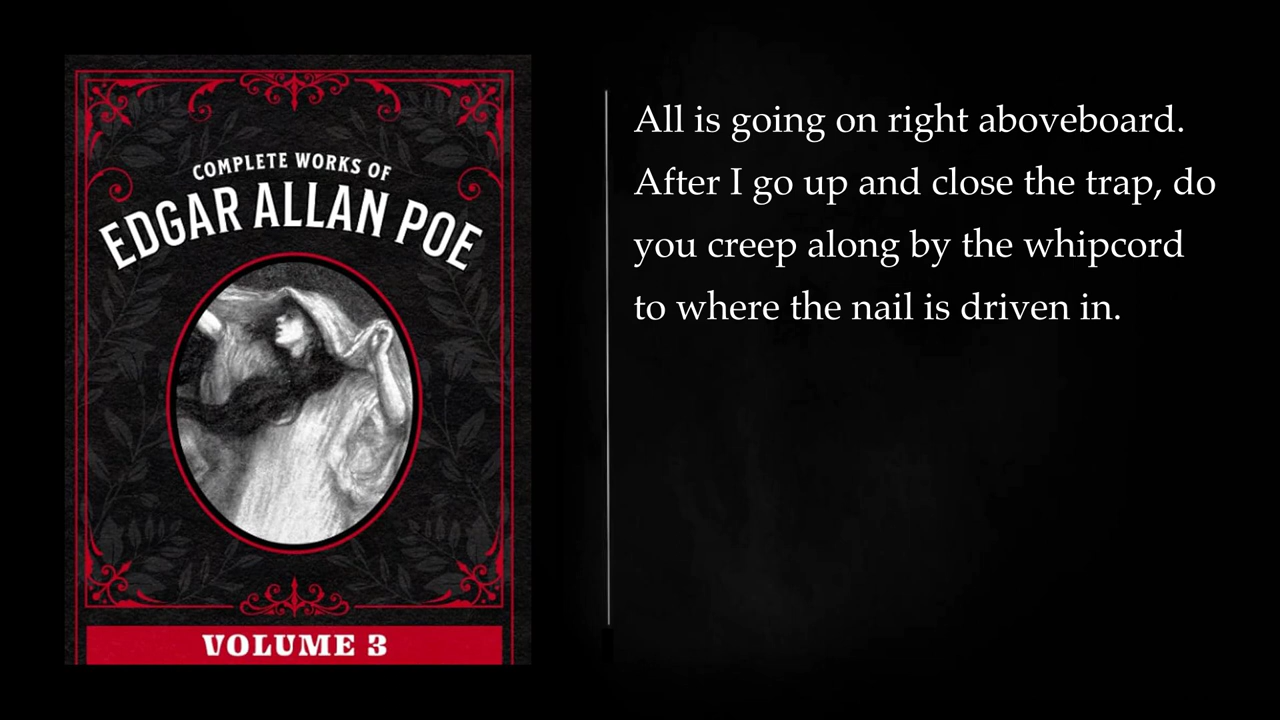 COMPLETE WORKS OF
EDGAR ALLAN POE
VOLUME 3
All is going on right aboveboard.
After I go up and close the trap, do
you creep along by the whipcord
to where the nail is driven in.